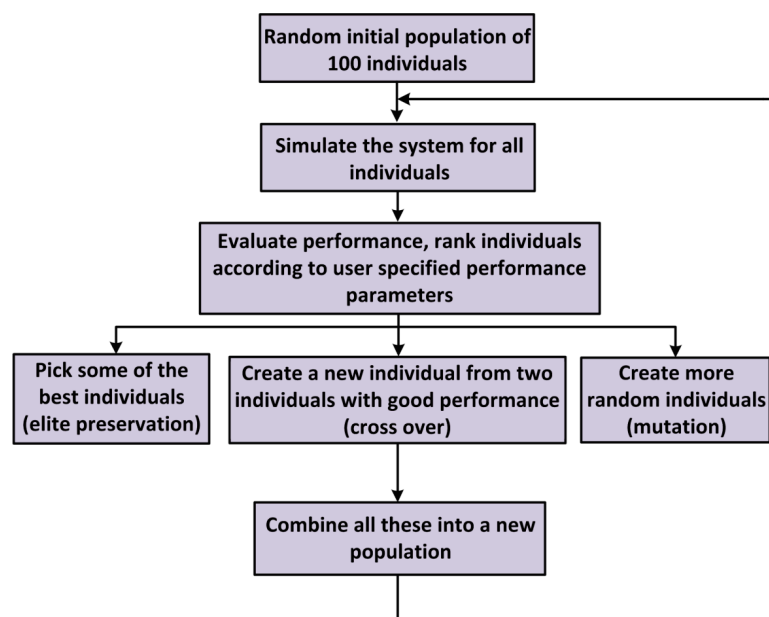 Random initial population of
100 individuals
Simulate the system for all
individuals
Evaluate performance, rank individuals
according to user specified performance
parameters
Pick some of the
best individuals
(elite preservation)
Create a new individual from two
individuals with good performance
(cross over)
Create more
random individuals
(mutation)
Combine all these into a new
population